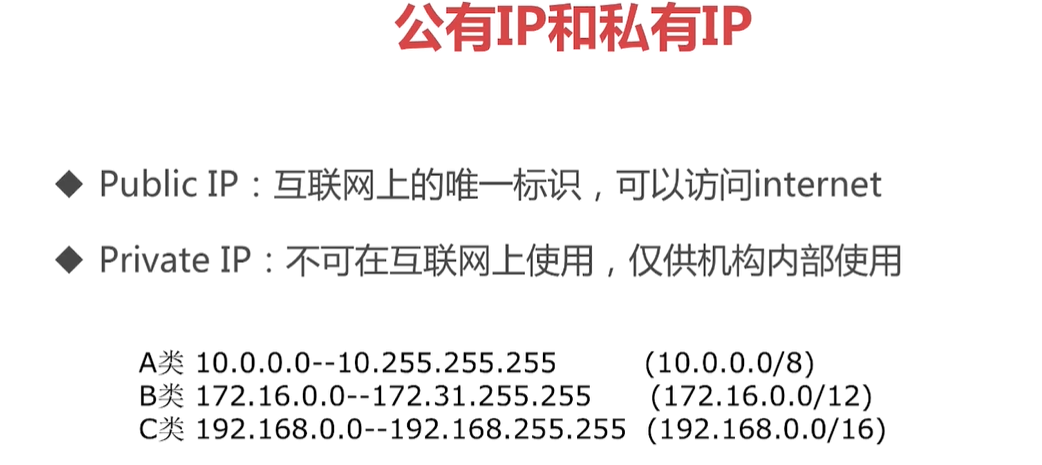 公有IP和私有IP
◆ Public IP：互联网上的唯一标识，可以访问internet
◆ Private IP：不可在互联网上使用，仅供机构内部使用
A类 10.0.0.0--10.255.255.255 (10.0.0.0/8)
B类 172.16.0.0--172.31.255.255 (172.16.0.0/12)
C类 192.168.0.0--192.168.255.255 (192.168.0.0/16)